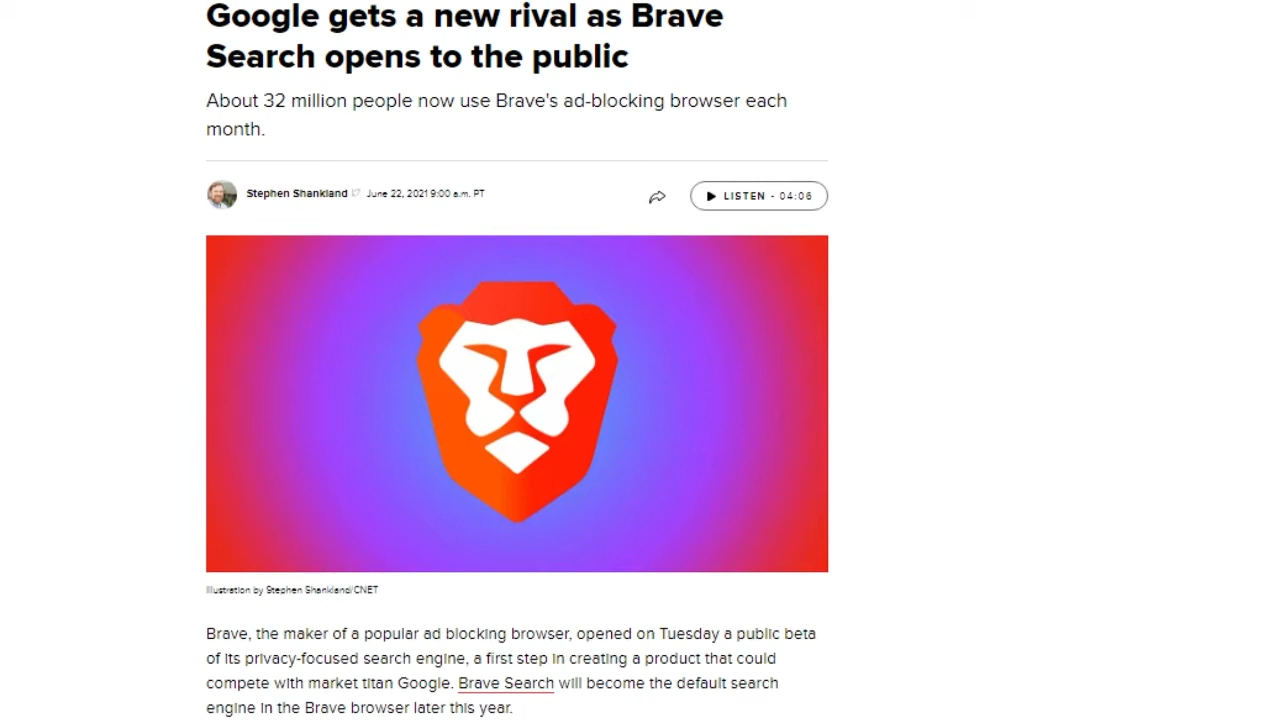 Google gets a new rival as Brave
Search opens to the public
About 32 million people now use Brave's ad-blocking browser each
month.
Stephen Shankland June 22, 2021 9:00 a.m. PT
LISTEN - 04:06
Illustration by Stephen Shankland/CNET
Brave, the maker of a popular ad blocking browser, opened on Tuesday a public beta
of its privacy-focused search engine, a first step in creating a product that could
compete with market titan Google. Brave Search will become the default search
engine in the Brave browser later this year.